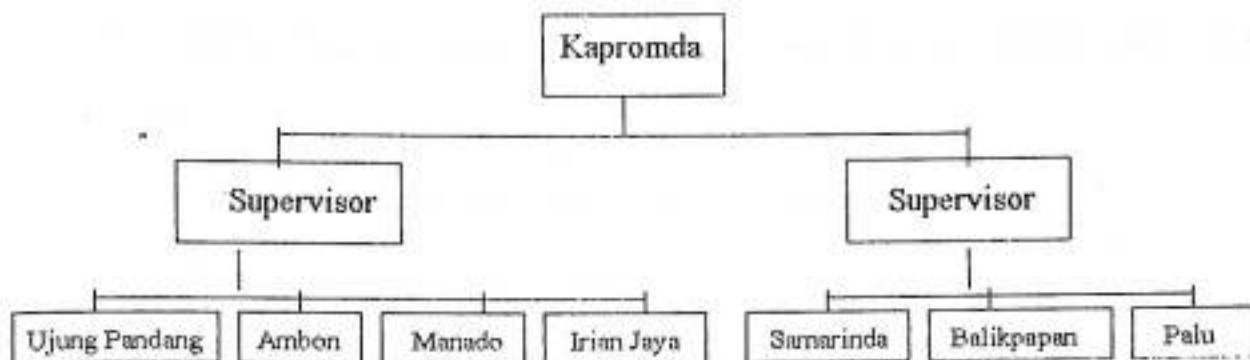 Kapromda
Supervisor
Supervisor
Ujung Pandang
Ambon
Manado
Irian Jaya
Samarinda
Balikpapan
Palu